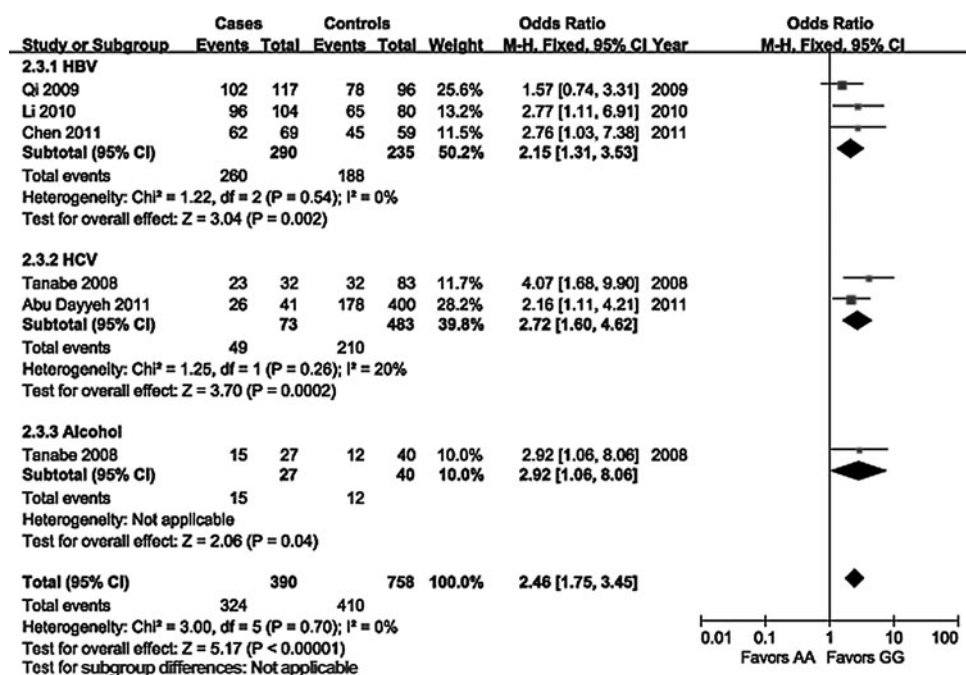 Cases Controls Odds Ratio Odds Ratio
Study or Subgroup Events Total Events Total Weight M-H, Fixed, 95% CI Year M-H, Fixed, 95% CI
2.3.1 HBV
Qi 2009 102 117 78 96 25.6% 1.57 [0.74, 3.31] 2009
Li 2010 96 104 65 80 13.2% 2.77 [1.11, 6.91] 2010
Chen 2011 62 69 45 59 11.5% 2.76 [1.03, 7.38] 2011
Subtotal (95% CI) 290 235 50.2% 2.15 [1.31, 3.53]
Total events 260 188
Heterogeneity: Chi² = 1.22, df = 2 (P = 0.54); I² = 0%
Test for overall effect: Z = 3.04 (P = 0.002)
2.3.2 HCV
Tanabe 2008 23 32 32 83 11.7% 4.07 [1.68, 9.90] 2008
Abu Dayyeh 2011 26 41 178 400 28.2% 2.16 [1.11, 4.21] 2011
Subtotal (95% CI) 73 483 39.8% 2.72 [1.60, 4.62]
Total events 49 210
Heterogeneity: Chi² = 1.25, df = 1 (P = 0.26); I² = 20%
Test for overall effect: Z = 3.70 (P = 0.0002)
2.3.3 Alcohol
Tanabe 2008 15 27 12 40 10.0% 2.92 [1.06, 8.06] 2008
Subtotal (95% CI) 27 40 10.0% 2.92 [1.06, 8.06]
Total events 15 12
Heterogeneity: Not applicable
Test for overall effect: Z = 2.06 (P = 0.04)
Total (95% CI) 390 758 100.0% 2.46 [1.75, 3.45]
Total events 324 410
Heterogeneity: Chi² = 3.00, df = 5 (P = 0.70); I² = 0%
Test for overall effect: Z = 5.17 (P < 0.00001)
Test for subgroup differences: Not applicable
0.01 0.1 1 10 100
Favors AA Favors GG